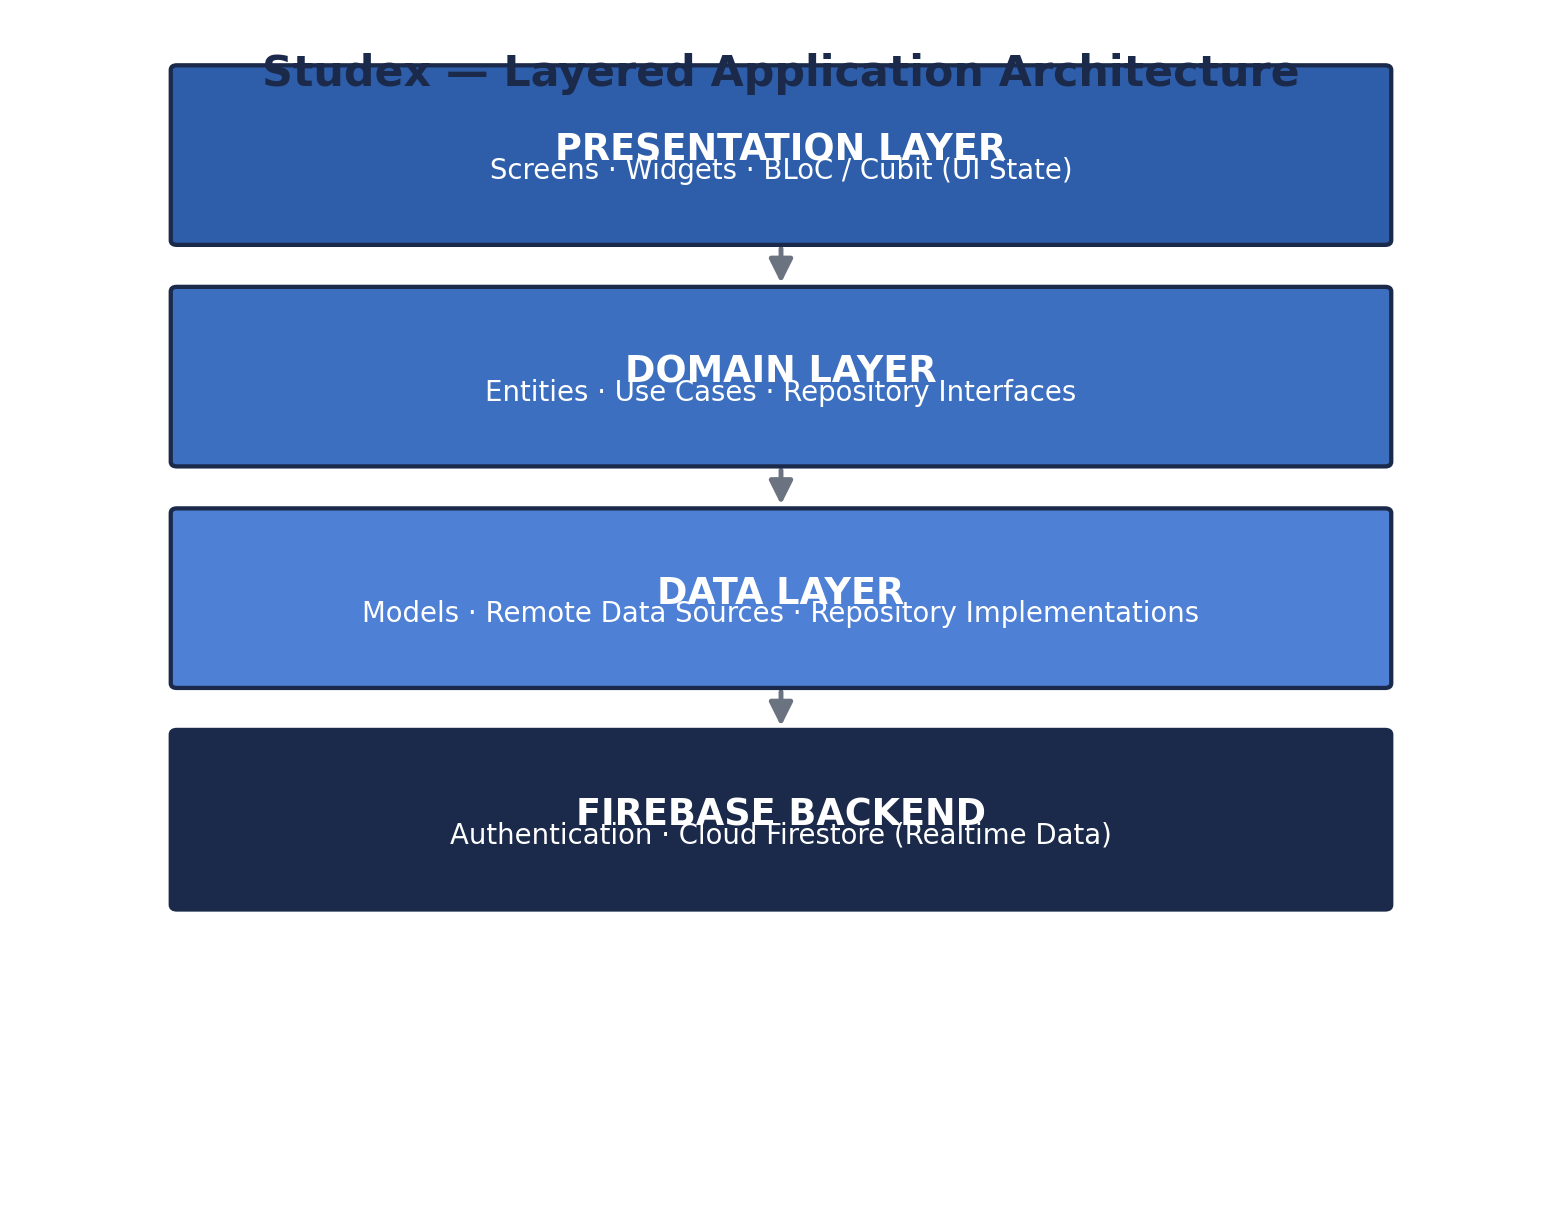 Studex — Layered Application Architecture
PRESENTATION LAYER
Screens · Widgets · BLoC / Cubit (UI State)
DOMAIN LAYER
Entities · Use Cases · Repository Interfaces
DATA LAYER
Models · Remote Data Sources · Repository Implementations
FIREBASE BACKEND
Authentication · Cloud Firestore (Realtime Data)